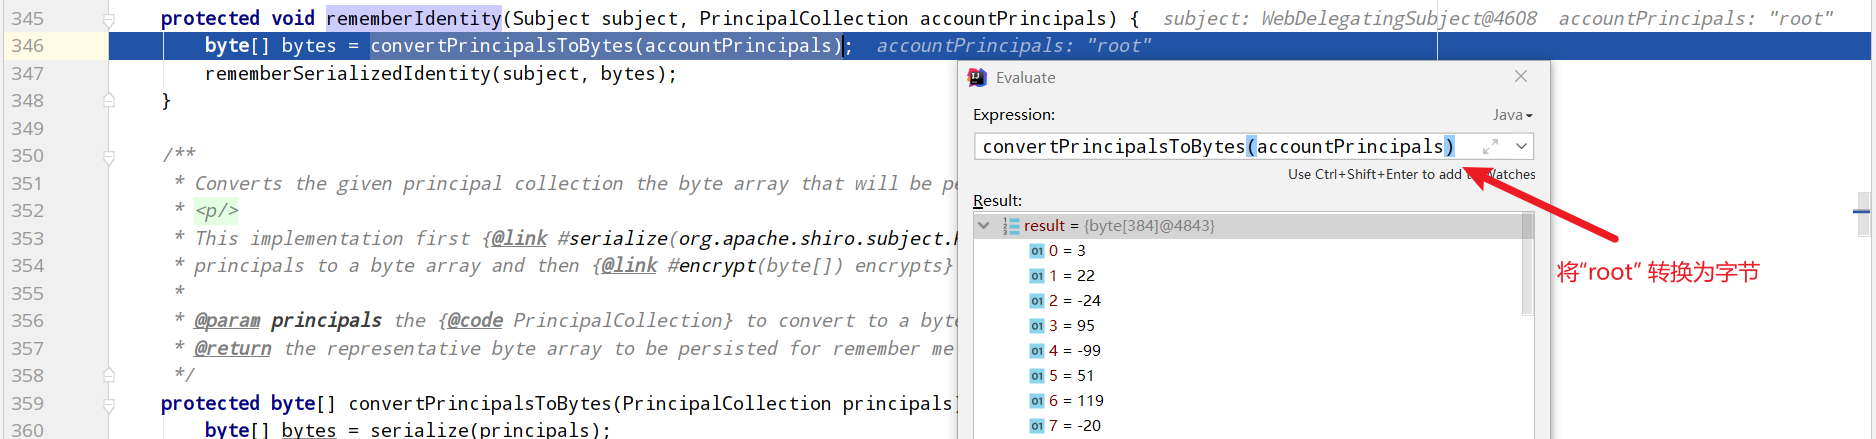 345 protected void rememberIdentity(Subject subject, PrincipalCollection accountPrincipals) { subject: WebDelegatingSubject@4608 accountPrincipals: "root"
346 byte[] bytes = convertPrincipalsToBytes(accountPrincipals); accountPrincipals: "root"
347 rememberSerializedIdentity(subject, bytes);
348 }
349
350 /**
351 * Converts the given principal collection the byte array that will be pe
352 * <p/>
353 * This implementation first {@link #serialize(org.apache.shiro.subject.
354 * principals to a byte array and then {@link #encrypt(byte[]) encrypts}
355 *
356 * @param principals the {@code PrincipalCollection} to convert to a byte
357 * @return the representative byte array to be persisted for remember me
358 */
359 protected byte[] convertPrincipalsToBytes(PrincipalCollection principals)
360 byte[] bytes = serialize(principals);
Evaluate
Expression:
Java
convertPrincipalsToBytes(accountPrincipals)
Use Ctrl+Shift+Enter to add to Watches
Result:
result = {byte[384]@4843}
01 0 = 3
01 1 = 22
01 2 = -24
01 3 = 95
01 4 = -99
01 5 = 51
01 6 = 119
01 7 = -20
将“root” 转换为字节